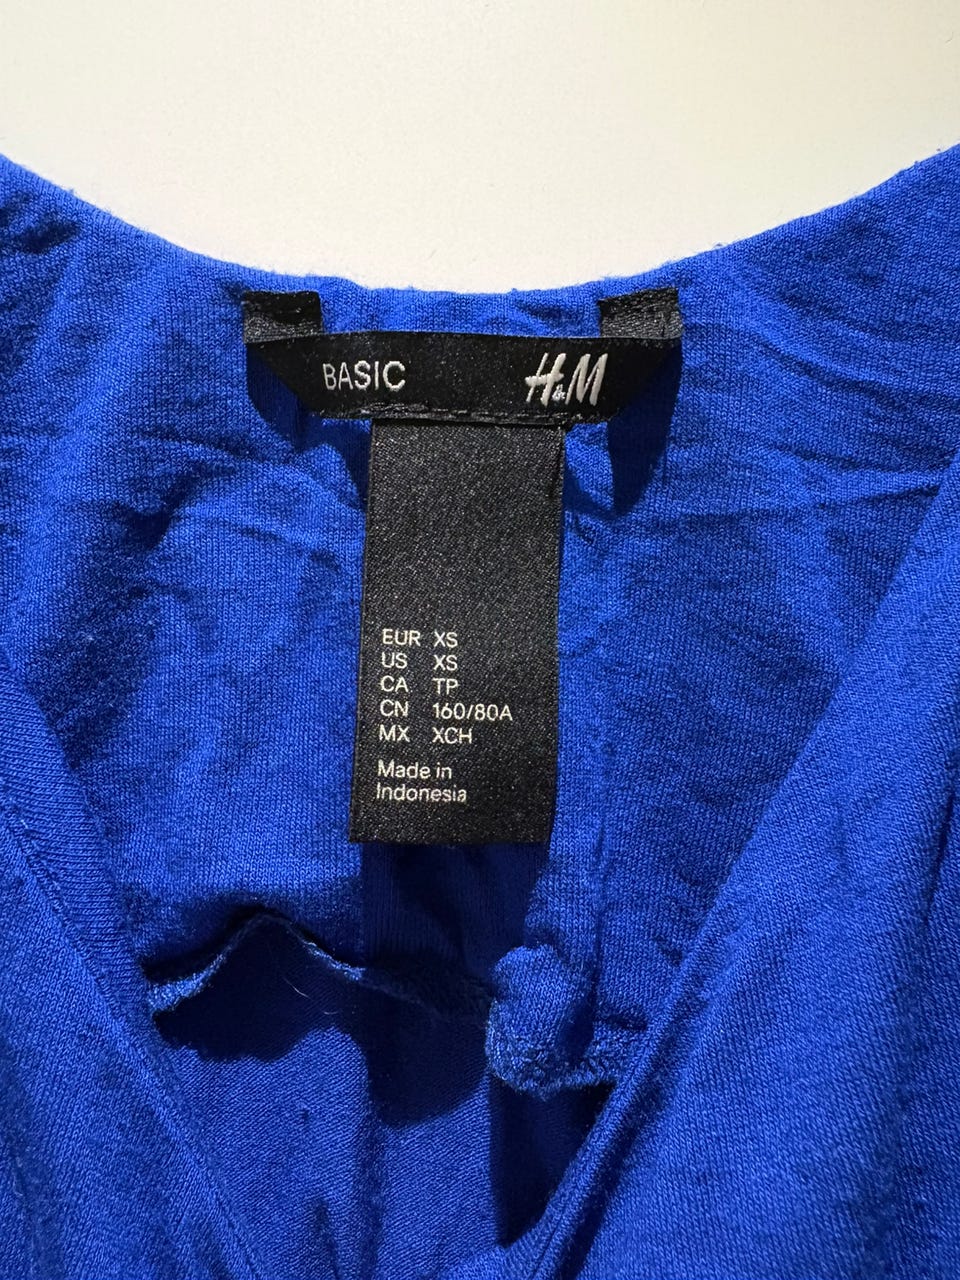 BASIC H&M
EUR XS
US XS
CA TP
CN 160/80A
MX XCH
Made in
Indonesia